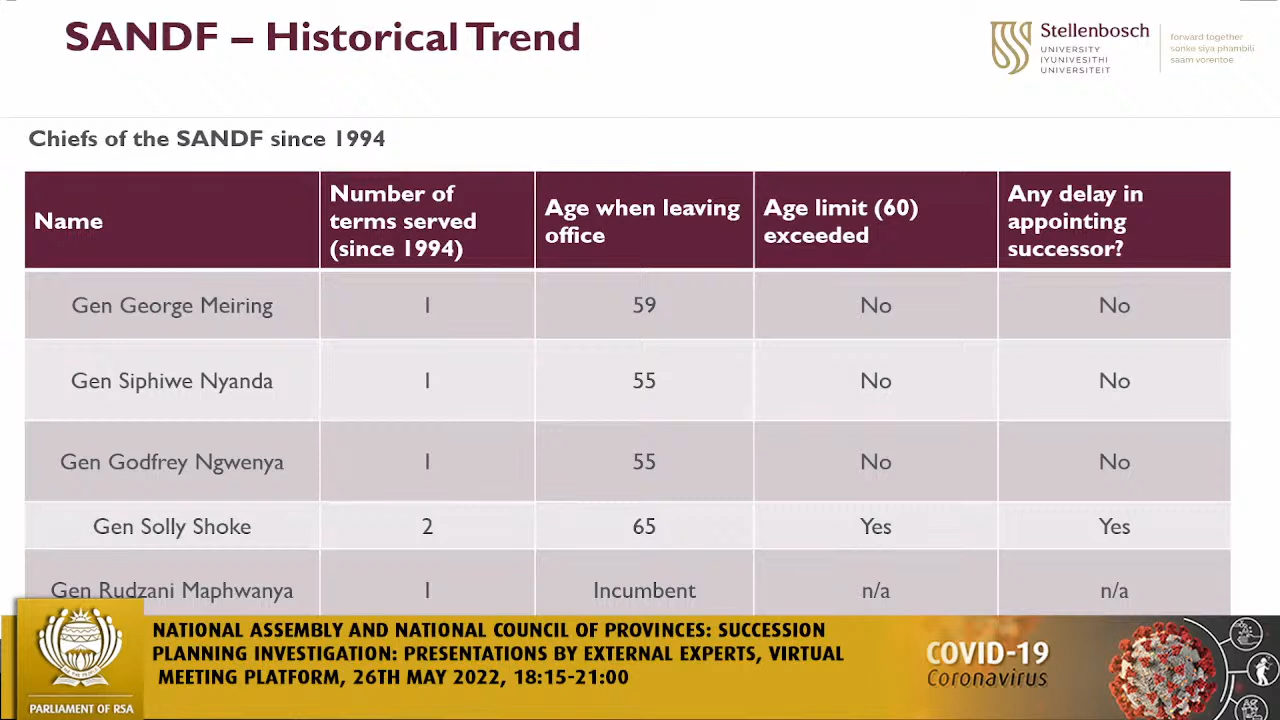 SANDF – Historical Trend
Stellenbosch
UNIVERSITY
IYUNIVESITHI
UNIVERSITEIT
forward together
sonke siya phambili
saam vorentoe
Chiefs of the SANDF since 1994
Name
Number of
terms served
(since 1994)
Age when leaving
office
Age limit (60)
exceeded
Any delay in
appointing
successor?
Gen George Meiring 1 59 No No
Gen Siphiwe Nyanda 1 55 No No
Gen Godfrey Ngwenya 1 55 No No
Gen Solly Shoke 2 65 Yes Yes
Gen Rudzani Maphwanya 1 Incumbent n/a n/a
NATIONAL ASSEMBLY AND NATIONAL COUNCIL OF PROVINCES: SUCCESSION
PLANNING INVESTIGATION: PRESENTATIONS BY EXTERNAL EXPERTS, VIRTUAL
MEETING PLATFORM, 26TH MAY 2022, 18:15-21:00
PARLIAMENT OF RSA
COVID-19
Coronavirus